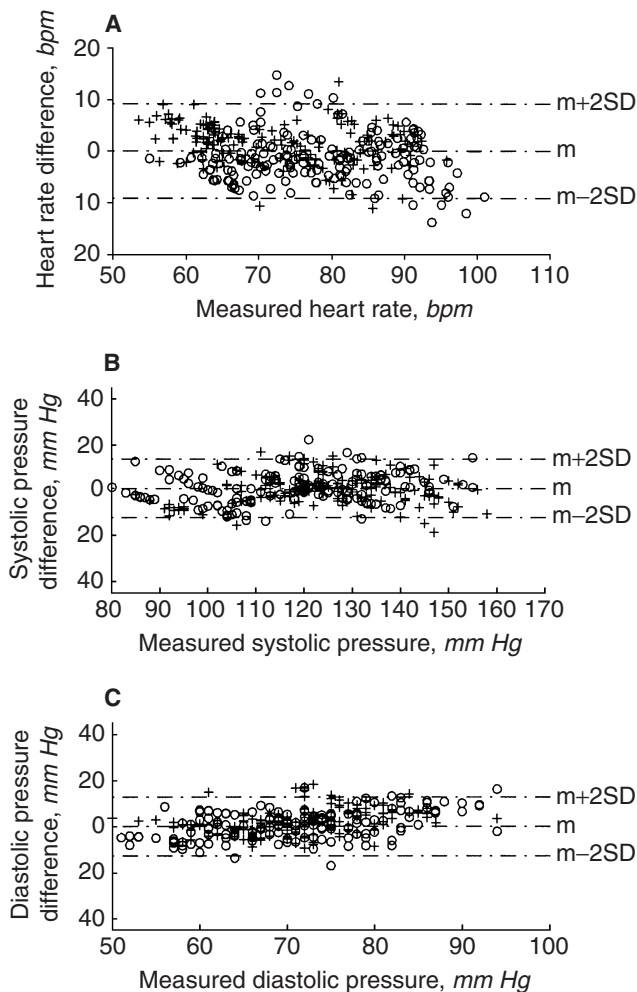 A
Heart rate difference, bpm
20
10
0
10
20
m+2SD
m
m−2SD
50 60 70 80 90 100 110
Measured heart rate, bpm
B
Systolic pressure
difference, mm Hg
40
20
0
20
40
m+2SD
m
m−2SD
80 90 100 110 120 130 140 150 160 170
Measured systolic pressure, mm Hg
C
Diastolic pressure
difference, mm Hg
40
20
0
20
40
m+2SD
m
m−2SD
50 60 70 80 90 100
Measured diastolic pressure, mm Hg